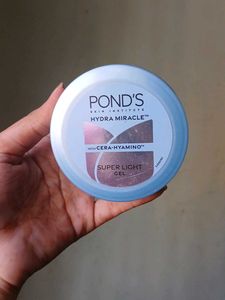 POND'S
SKIN INSTITUTE
HYDRA MIRACLE™
WITH CERA-HYAMINO™
SUPER LIGHT
GEL